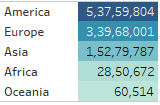 America 5,37,59,804
Europe 3,39,68,001
Asia 1,52,79,787
Africa 28,50,672
Oceania 60,514